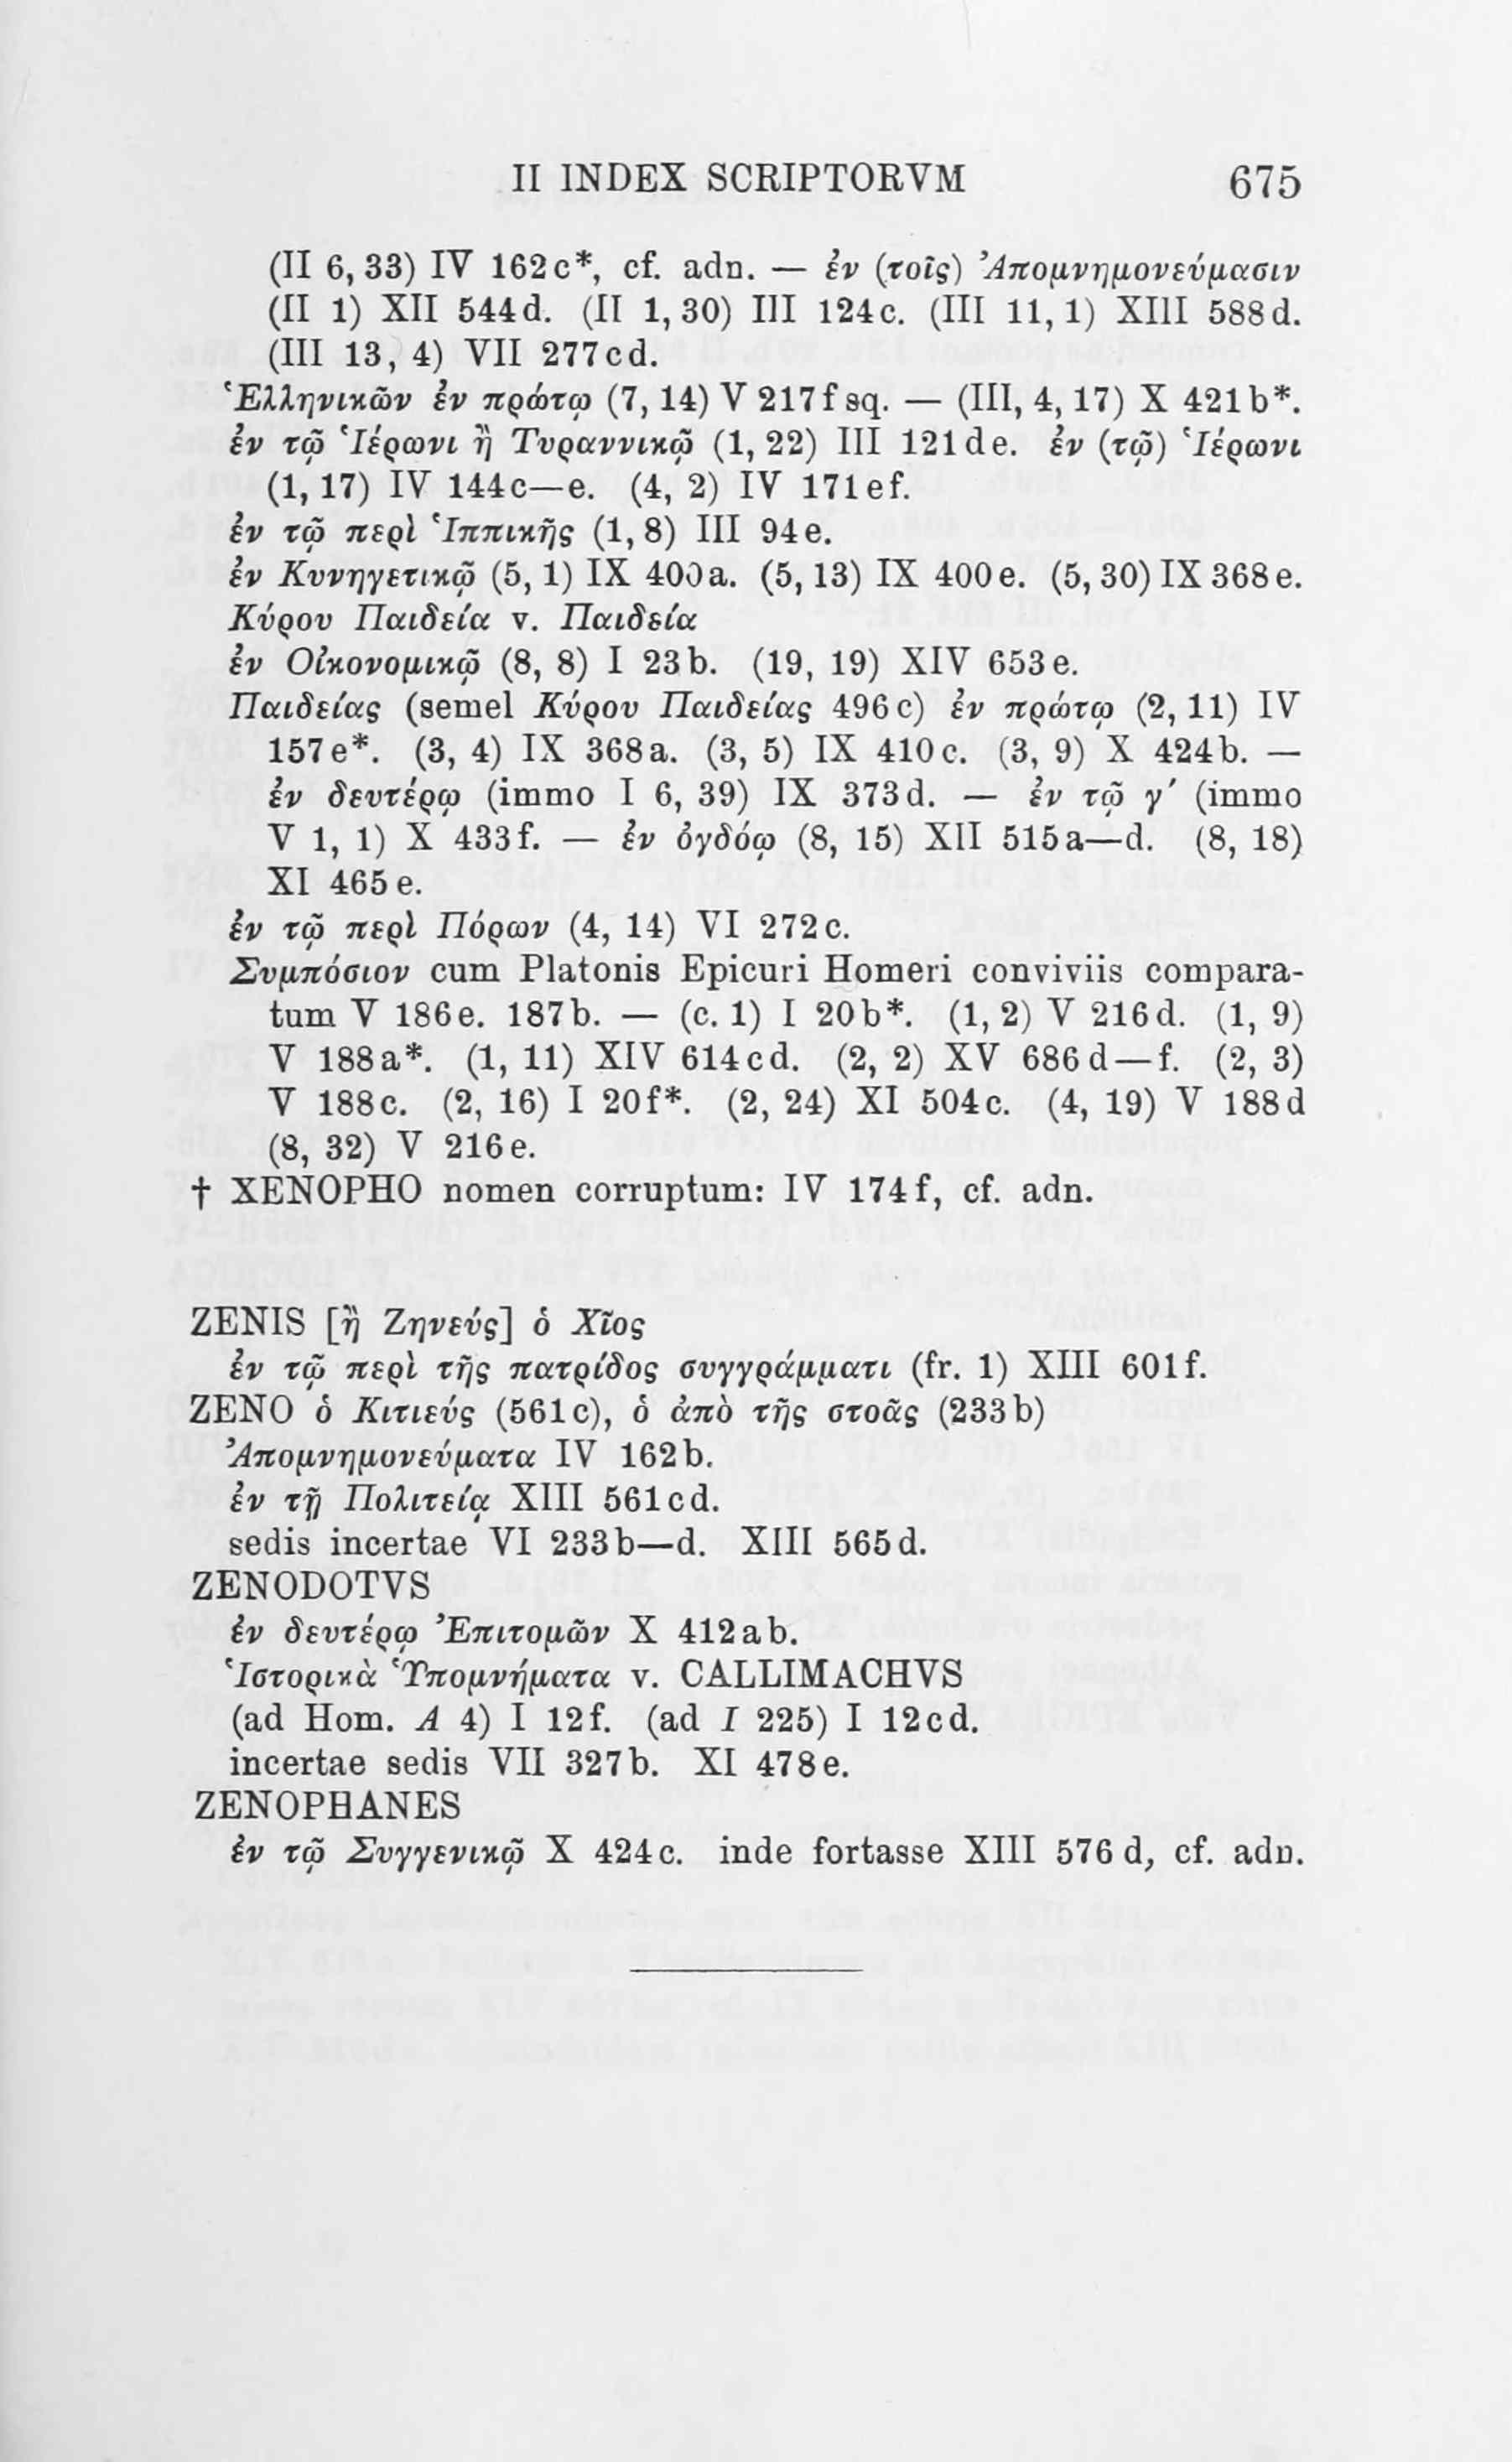 II INDEX SCRIPTORVM 675
(II 6, 33) IV 162c*, cf. adn. — ἐν (τοῖς) Ἀπομνημονεύμασιν
(II 1) XII 544d. (II 1, 30) III 124c. (III 11, 1) XIII 588d.
(III 13, 4) VII 277cd.
Ἑλληνικῶν ἐν πρώτῳ (7, 14) V 217f sq. — (III, 4, 17) X 421b*.
ἐν τῷ Ἱέρωνι ἢ Τυραννικῷ (1, 22) III 121de. ἐν (τῷ) Ἱέρωνι
(1, 17) IV 144c—e. (4, 2) IV 171ef.
ἐν τῷ περὶ Ἱππικῆς (1, 8) III 94e.
ἐν Κυνηγετικῷ (5, 1) IX 400a. (5, 13) IX 400e. (5, 30) IX 368e.
Κύρου Παιδεία v. Παιδεία
ἐν Οἰκονομικῷ (8, 8) I 23b. (19, 19) XIV 653e.
Παιδείας (semel Κύρου Παιδείας 496c) ἐν πρώτῳ (2, 11) IV
157e*. (3, 4) IX 368a. (3, 5) IX 410c. (3, 9) X 424b. —
ἐν δευτέρῳ (immo I 6, 39) IX 373d. — ἐν τῷ γ′ (immo
V 1, 1) X 433f. — ἐν ὀγδόῳ (8, 15) XII 515a—d. (8, 18)
XI 465e.
ἐν τῷ περὶ Πόρων (4, 14) VI 272c.
Συμπόσιον cum Platonis Epicuri Homeri conviviis compara-
tum V 186e. 187b. — (c. 1) I 20b*. (1, 2) V 216d. (1, 9)
V 188a*. (1, 11) XIV 614cd. (2, 2) XV 686d—f. (2, 3)
V 188c. (2, 16) I 20f*. (2, 24) XI 504c. (4, 19) V 188d
(8, 32) V 216e.
† XENOPHO nomen corruptum: IV 174f, cf. adn.
ZENIS [ἢ Ζηνεύς] ὁ Χῖος
ἐν τῷ περὶ τῆς πατρίδος συγγράμματι (fr. 1) XIII 601f.
ZENO ὁ Κιτιεύς (561c), ὁ ἀπὸ τῆς στοᾶς (233b)
Ἀπομνημονεύματα IV 162b.
ἐν τῇ Πολιτείᾳ XIII 561cd.
sedis incertae VI 233b—d. XIII 565d.
ZENODOTVS
ἐν δευτέρῳ Ἐπιτομῶν X 412ab.
Ἱστορικὰ Ὑπομνήματα v. CALLIMACHVS
(ad Hom. A 4) I 12f. (ad I 225) I 12cd.
incertae sedis VII 327b. XI 478e.
ZENOPHANES
ἐν τῷ Συγγενικῷ X 424c. inde fortasse XIII 576d, cf. adn.